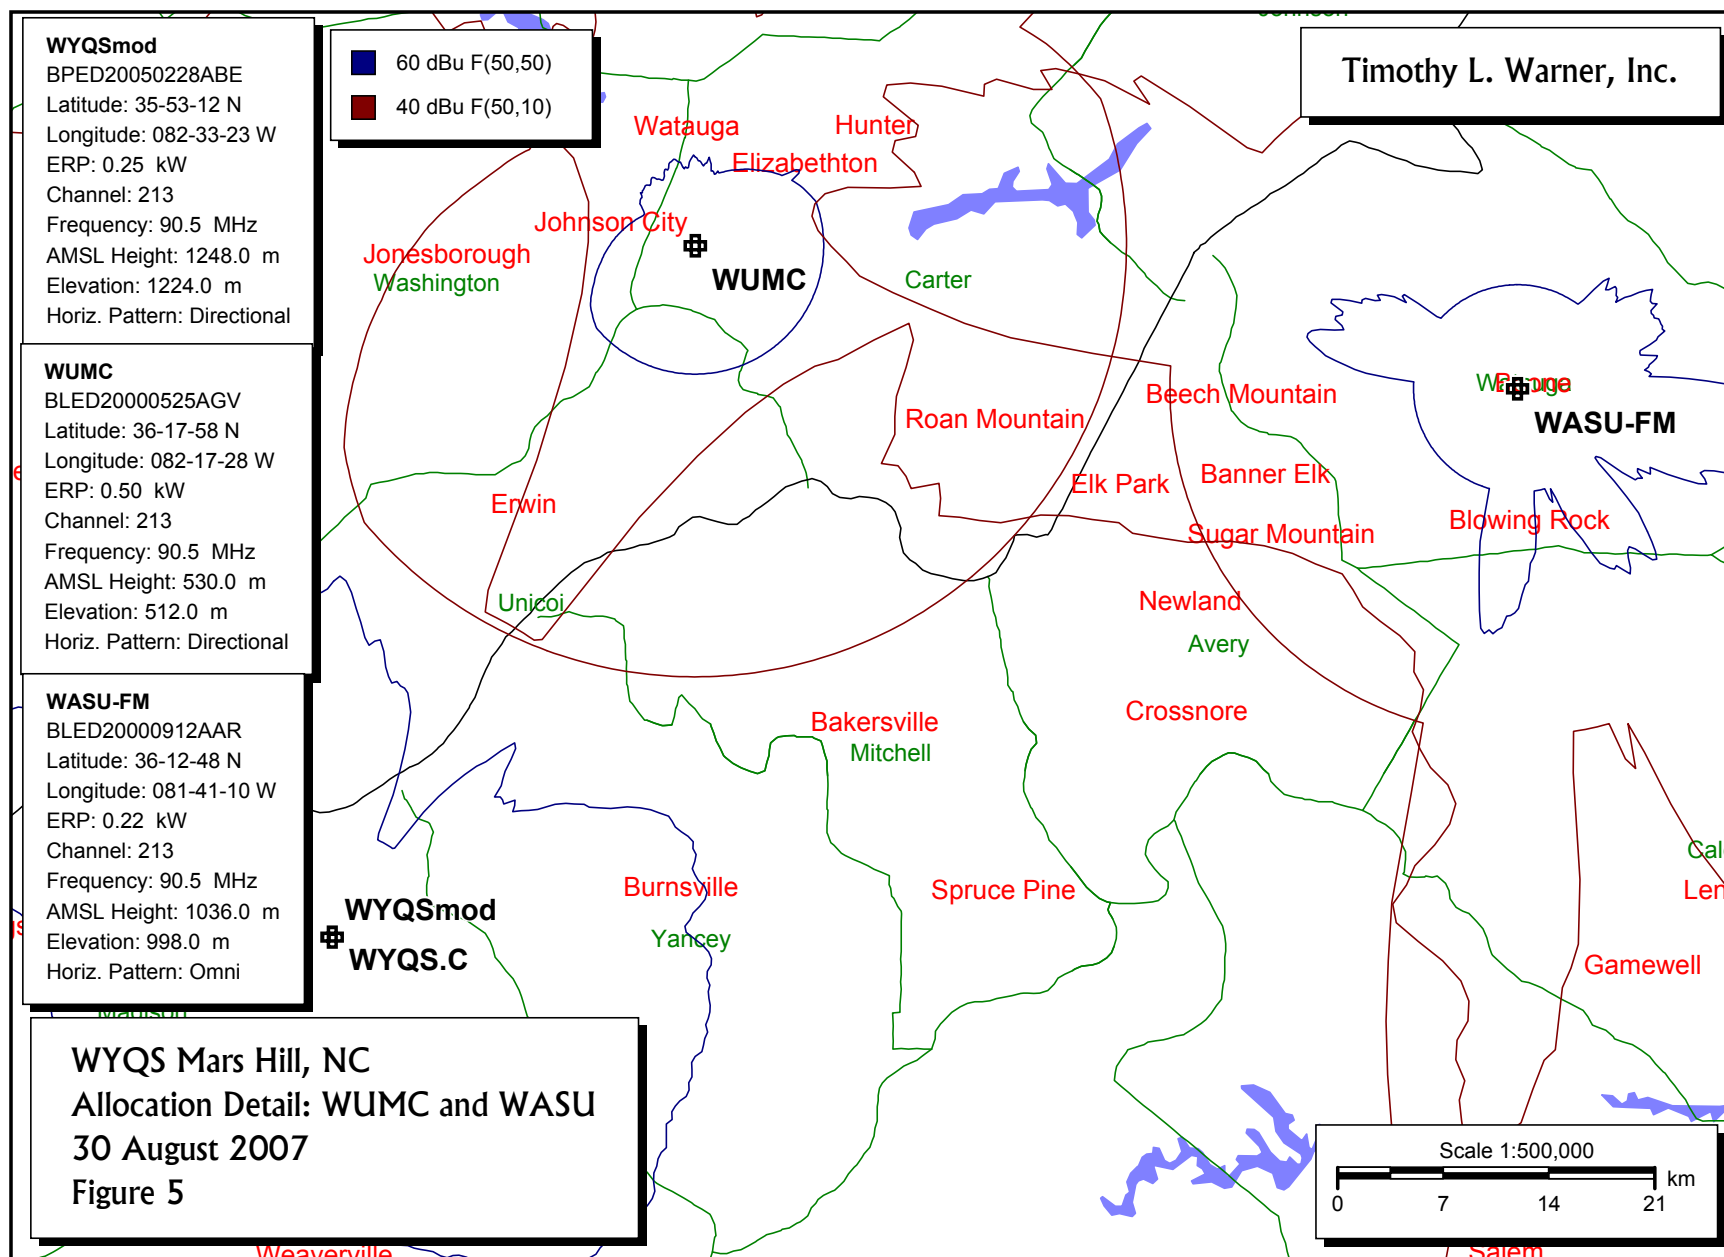 WYQSmod
BPED20050228ABE
Latitude: 35-53-12 N
Longitude: 082-33-23 W
ERP: 0.25 kW
Channel: 213
Frequency: 90.5 MHz
AMSL Height: 1248.0 m
Elevation: 1224.0 m
Horiz. Pattern: Directional
WUMC
BLED20000525AGV
Latitude: 36-17-58 N
Longitude: 082-17-28 W
ERP: 0.50 kW
Channel: 213
Frequency: 90.5 MHz
AMSL Height: 530.0 m
Elevation: 512.0 m
Horiz. Pattern: Directional
WASU-FM
BLED20000912AAR
Latitude: 36-12-48 N
Longitude: 081-41-10 W
ERP: 0.22 kW
Channel: 213
Frequency: 90.5 MHz
AMSL Height: 1036.0 m
Elevation: 998.0 m
Horiz. Pattern: Omni
60 dBu F(50,50)
40 dBu F(50,10)
Timothy L. Warner, Inc.
Johnson
Watauga
Hunter
Elizabethton
Johnson City
Jonesborough
Washington
WUMC
Carter
Roan Mountain
Beech Mountain
Watauga
Boone
WASU-FM
Elk Park
Banner Elk
Erwin
Sugar Mountain
Blowing Rock
Unicoi
Newland
Avery
Bakersville
Mitchell
Crossnore
Burnsville
Spruce Pine
Yancey
WYQSmod
WYQS.C
Cal
Len
Gamewell
Madison
WYQS Mars Hill, NC
Allocation Detail: WUMC and WASU
30 August 2007
Figure 5
Weaverville
Salem
Scale 1:500,000
km
0 7 14 21